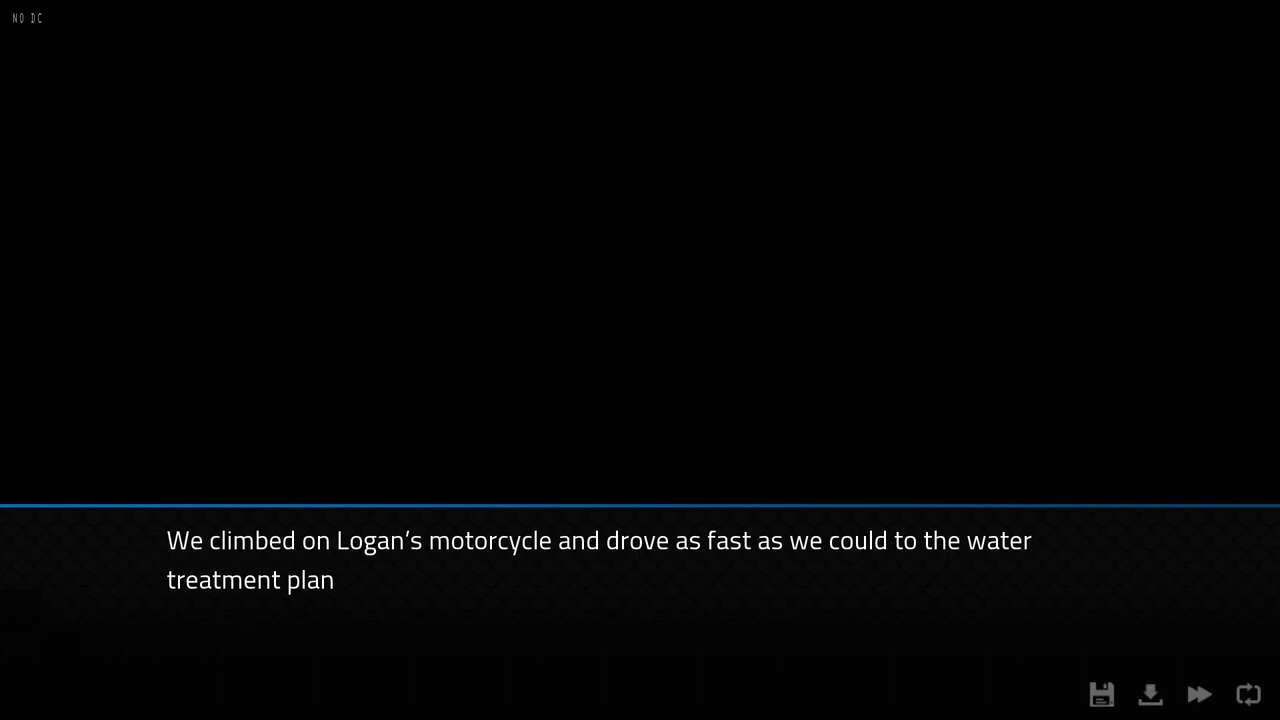 NO DC
We climbed on Logan’s motorcycle and drove as fast as we could to the water
treatment plan